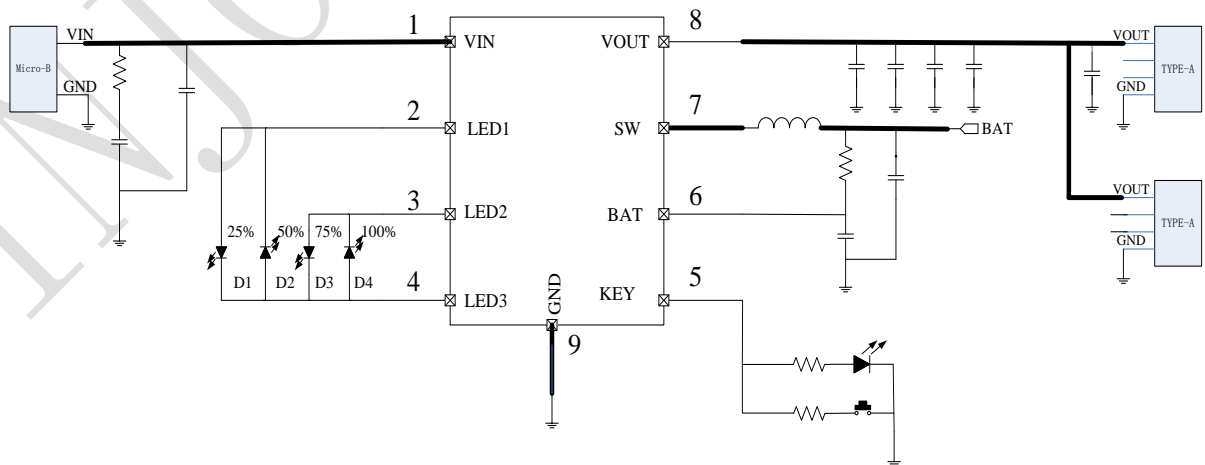 1
8
VIN
Micro-B
GND
VIN
VOUT
VOUT
TYPE-A
GND
2
7
LED1
SW
BAT
3
6
LED2
BAT
VOUT
TYPE-A
GND
25%
50%
75%
100%
D1
D2
D3
D4
4
5
LED3
GND
KEY
9
INJO